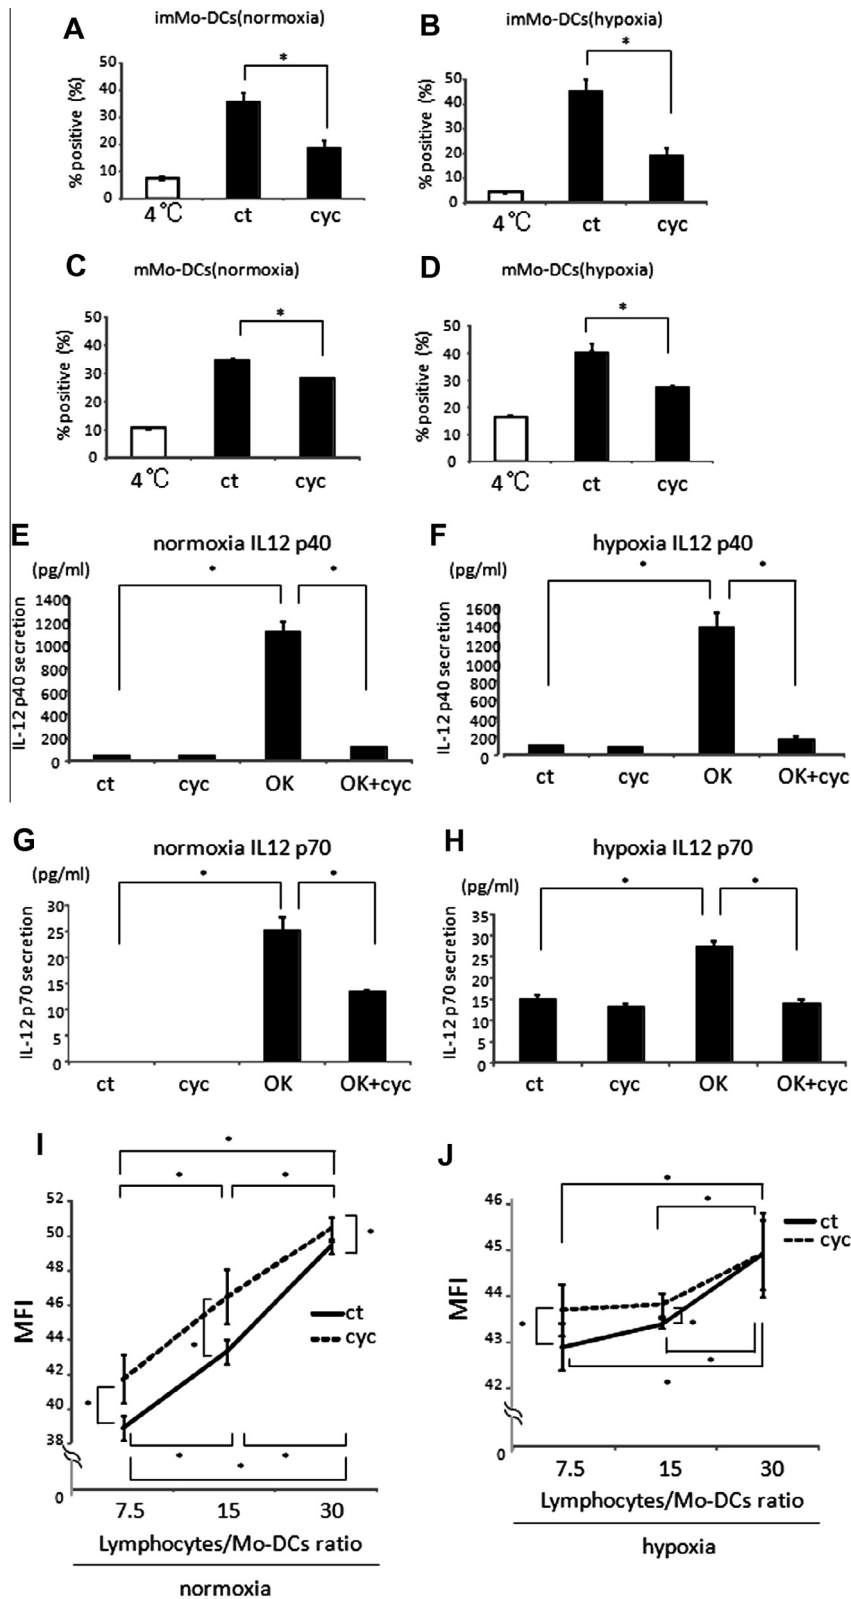 A
imMo-DCs(normoxia)
% positive (%)
50
40
30
20
10
0
*
4℃
ct
cyc
B
imMo-DCs(hypoxia)
% positive (%)
50
40
30
20
10
0
*
4℃
ct
cyc
C
mMo-DCs(normoxia)
% positive (%)
50
40
30
20
10
0
*
4℃
ct
cyc
D
mMo-DCs(hypoxia)
% positive (%)
50
40
30
20
10
0
*
4℃
ct
cyc
E
normoxia IL12 p40
(pg/ml)
IL-12 p40 secretion
1400
1200
1000
800
600
400
200
0
*
*
ct
cyc
OK
OK+cyc
F
hypoxia IL12 p40
(pg/ml)
IL-12 p40 secretion
1600
1400
1200
1000
800
600
400
200
0
*
*
ct
cyc
OK
OK+cyc
G
normoxia IL12 p70
(pg/ml)
IL-12 p70 secretion
30
25
20
15
10
5
0
*
*
ct
cyc
OK
OK+cyc
H
hypoxia IL12 p70
(pg/ml)
IL-12 p70 secretion
35
30
25
20
15
10
5
0
*
*
ct
cyc
OK
OK+cyc
I
MFI
52
50
48
46
44
42
40
38
0
*
*
*
*
*
*
*
*
*
ct
cyc
7.5
15
30
Lymphocytes/Mo-DCs ratio
normoxia
J
MFI
46
45
44
43
42
0
*
*
*
*
*
*
ct
cyc
7.5
15
30
Lymphocytes/Mo-DCs ratio
hypoxia